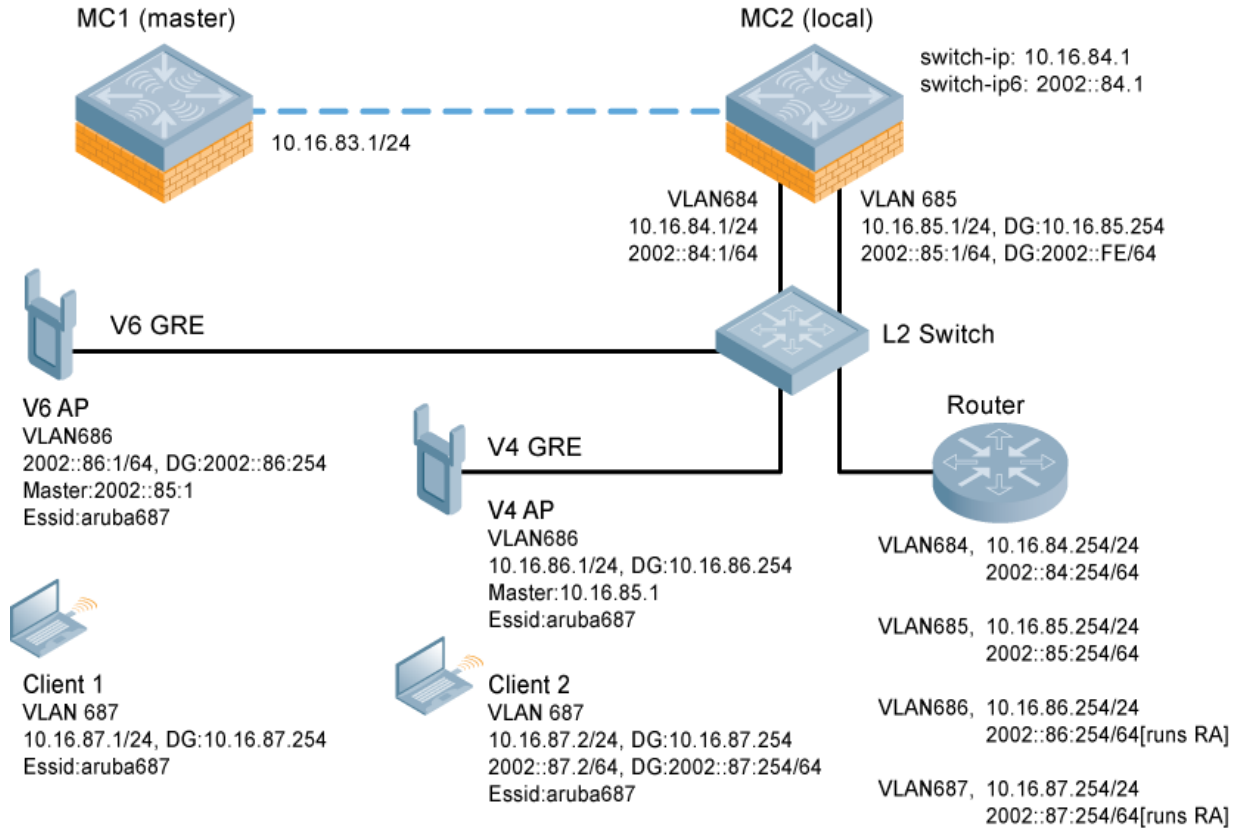 MC1 (master)
10.16.83.1/24
MC2 (local)
switch-ip: 10.16.84.1
switch-ip6: 2002::84.1
VLAN684
10.16.84.1/24
2002::84:1/64
VLAN 685
10.16.85.1/24, DG:10.16.85.254
2002::85:1/64, DG:2002::FE/64
L2 Switch
V6 GRE
V6 AP
VLAN686
2002::86:1/64, DG:2002::86:254
Master:2002::85:1
Essid:aruba687
V4 GRE
V4 AP
VLAN686
10.16.86.1/24, DG:10.16.86.254
Master:10.16.85.1
Essid:aruba687
Router
VLAN684, 10.16.84.254/24
2002::84:254/64
VLAN685, 10.16.85.254/24
2002::85:254/64
VLAN686, 10.16.86.254/24
2002::86:254/64[runs RA]
VLAN687, 10.16.87.254/24
2002::87:254/64[runs RA]
Client 1
VLAN 687
10.16.87.1/24, DG:10.16.87.254
Essid:aruba687
Client 2
VLAN 687
10.16.87.2/24, DG:10.16.87.254
2002::87.2/64, DG:2002::87:254/64
Essid:aruba687